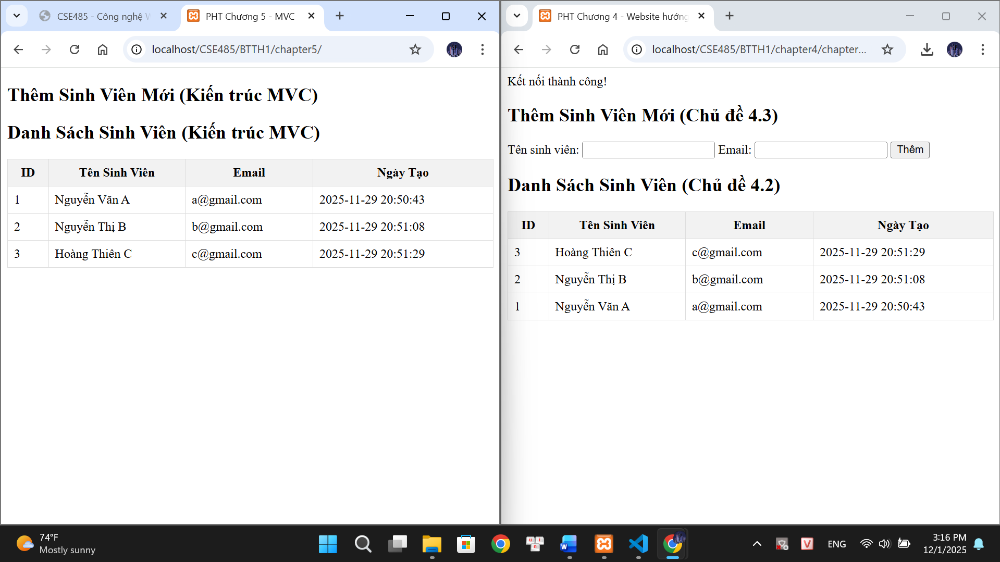 CSE485 - Công nghệ W
PHT Chương 5 - MVC
localhost/CSE485/BTTH1/chapter5/
Thêm Sinh Viên Mới (Kiến trúc MVC)
Danh Sách Sinh Viên (Kiến trúc MVC)
ID Tên Sinh Viên Email Ngày Tạo
1 Nguyễn Văn A a@gmail.com 2025-11-29 20:50:43
2 Nguyễn Thị B b@gmail.com 2025-11-29 20:51:08
3 Hoàng Thiên C c@gmail.com 2025-11-29 20:51:29
PHT Chương 4 - Website hướng
localhost/CSE485/BTTH1/chapter4/chapter...
Kết nối thành công!
Thêm Sinh Viên Mới (Chủ đề 4.3)
Tên sinh viên: Email: Thêm
Danh Sách Sinh Viên (Chủ đề 4.2)
ID Tên Sinh Viên Email Ngày Tạo
3 Hoàng Thiên C c@gmail.com 2025-11-29 20:51:29
2 Nguyễn Thị B b@gmail.com 2025-11-29 20:51:08
1 Nguyễn Văn A a@gmail.com 2025-11-29 20:50:43
74°F
Mostly sunny
ENG
3:16 PM
12/1/2025